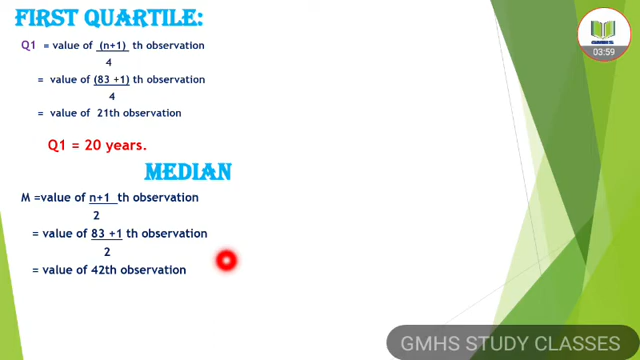 First Quartile:
Q1 = value of (n+1) th observation
4
= value of (83 +1) th observation
4
= value of 21th observation
Q1 = 20 years.
Median
M =value of n+1 th observation
2
= value of 83 +1 th observation
2
= value of 42th observation
03:59
GMHS STUDY CLASSES